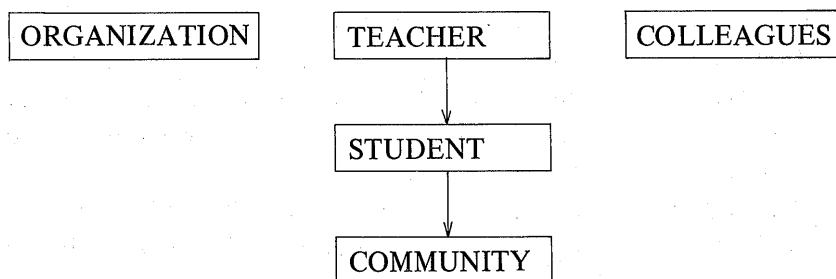 ORGANIZATION TEACHER COLLEAGUES
STUDENT
COMMUNITY